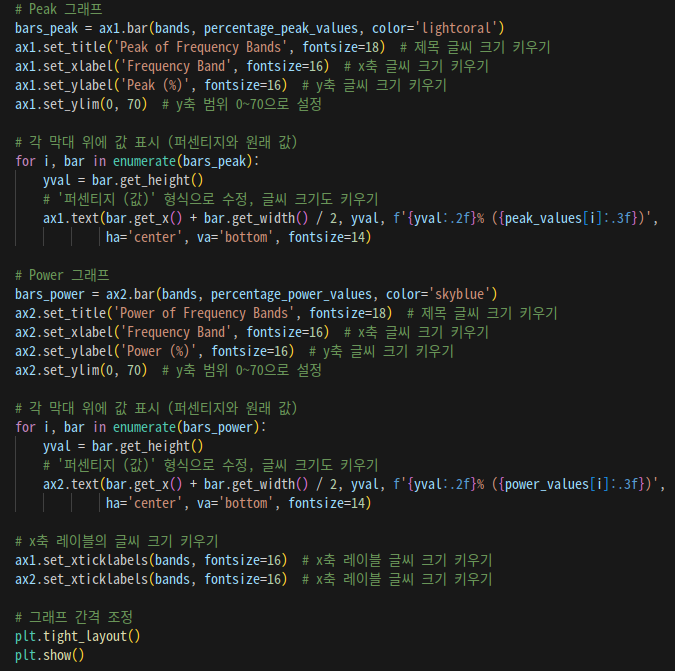 # Peak 그래프
bars_peak = ax1.bar(bands, percentage_peak_values, color='lightcoral')
ax1.set_title('Peak of Frequency Bands', fontsize=18)  # 제목 글씨 크기 키우기
ax1.set_xlabel('Frequency Band', fontsize=16)  # x축 글씨 크기 키우기
ax1.set_ylabel('Peak (%)', fontsize=16)  # y축 글씨 크기 키우기
ax1.set_ylim(0, 70)  # y축 범위 0~70으로 설정

# 각 막대 위에 값 표시 (퍼센티지와 원래 값)
for i, bar in enumerate(bars_peak):
    yval = bar.get_height()
    # '퍼센티지 (값)' 형식으로 수정, 글씨 크기도 키우기
    ax1.text(bar.get_x() + bar.get_width() / 2, yval, f'{yval:.2f}% ({peak_values[i]:.3f})',
             ha='center', va='bottom', fontsize=14)

# Power 그래프
bars_power = ax2.bar(bands, percentage_power_values, color='skyblue')
ax2.set_title('Power of Frequency Bands', fontsize=18)  # 제목 글씨 크기 키우기
ax2.set_xlabel('Frequency Band', fontsize=16)  # x축 글씨 크기 키우기
ax2.set_ylabel('Power (%)', fontsize=16)  # y축 글씨 크기 키우기
ax2.set_ylim(0, 70)  # y축 범위 0~70으로 설정

# 각 막대 위에 값 표시 (퍼센티지와 원래 값)
for i, bar in enumerate(bars_power):
    yval = bar.get_height()
    # '퍼센티지 (값)' 형식으로 수정, 글씨 크기도 키우기
    ax2.text(bar.get_x() + bar.get_width() / 2, yval, f'{yval:.2f}% ({power_values[i]:.3f})',
             ha='center', va='bottom', fontsize=14)

# x축 레이블의 글씨 크기 키우기
ax1.set_xticklabels(bands, fontsize=16)  # x축 레이블 글씨 크기 키우기
ax2.set_xticklabels(bands, fontsize=16)  # x축 레이블 글씨 크기 키우기

# 그래프 간격 조정
plt.tight_layout()
plt.show()